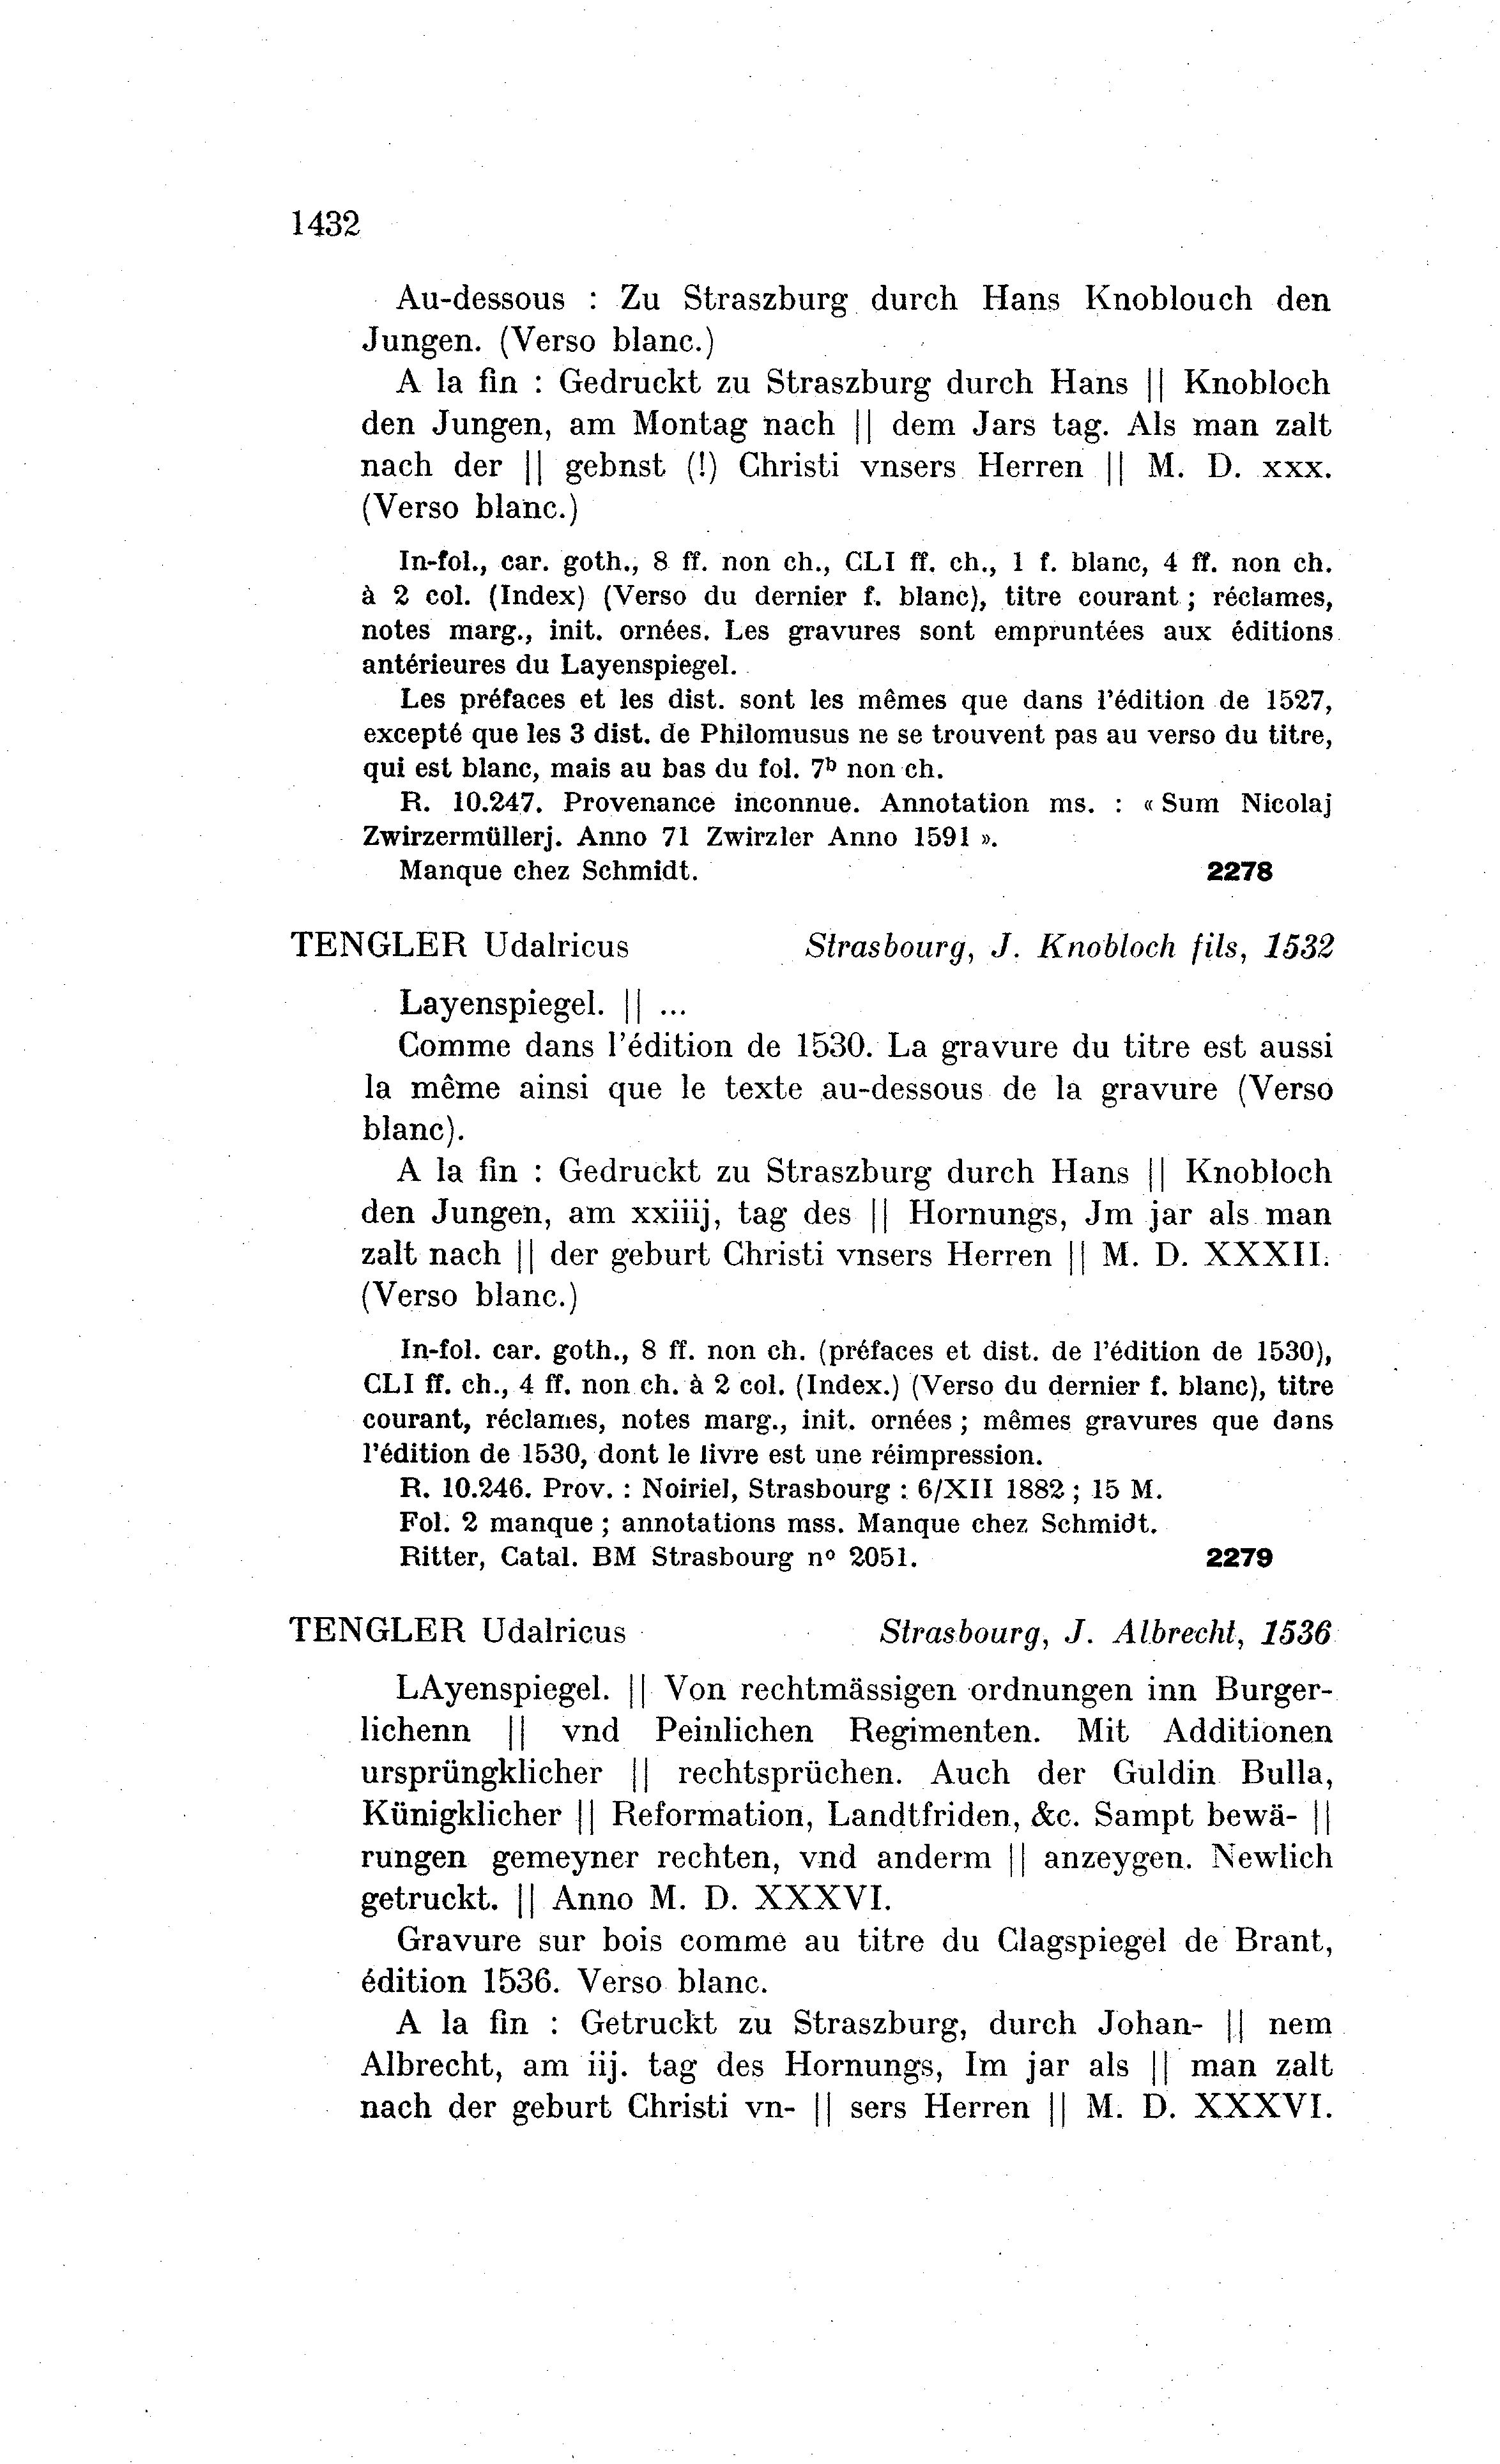 1432
Au-dessous : Zu Straszburg durch Hans Knoblouch den
Jungen. (Verso blanc.)
A la fin : Gedruckt zu Straszburg durch Hans || Knobloch
den Jungen, am Montag nach || dem Jars tag. Als man zalt
nach der || gebnst (!) Christi vnsers Herren || M. D. xxx.
(Verso blanc.)
In-fol., car. goth., 8 ff. non ch., CLI ff. ch., 1 f. blanc, 4 ff. non ch.
à 2 col. (Index) (Verso du dernier f. blanc), titre courant ; réclames,
notes marg., init. ornées. Les gravures sont empruntées aux éditions
antérieures du Layenspiegel.
Les préfaces et les dist. sont les mêmes que dans l'édition de 1527,
excepté que les 3 dist. de Philomusus ne se trouvent pas au verso du titre,
qui est blanc, mais au bas du fol. 7ᵇ non ch.
R. 10.247. Provenance inconnue. Annotation ms. : « Sum Nicolaj
Zwirzermüllerj. Anno 71 Zwirzler Anno 1591 ».
Manque chez Schmidt. 2278
TENGLER Udalricus Strasbourg, J. Knobloch fils, 1532
Layenspiegel. || ...
Comme dans l'édition de 1530. La gravure du titre est aussi
la même ainsi que le texte au-dessous de la gravure (Verso
blanc).
A la fin : Gedruckt zu Straszburg durch Hans || Knobloch
den Jungen, am xxiiij, tag des || Hornungs, Jm jar als man
zalt nach || der geburt Christi vnsers Herren || M. D. XXXII.
(Verso blanc.)
In-fol. car. goth., 8 ff. non ch. (préfaces et dist. de l'édition de 1530),
CLI ff. ch., 4 ff. non ch. à 2 col. (Index.) (Verso du dernier f. blanc), titre
courant, réclames, notes marg., init. ornées ; mêmes gravures que dans
l'édition de 1530, dont le livre est une réimpression.
R. 10.246. Prov. : Noiriel, Strasbourg : 6/XII 1882 ; 15 M.
Fol. 2 manque ; annotations mss. Manque chez Schmidt.
Ritter, Catal. BM Strasbourg nº 2051. 2279
TENGLER Udalricus Strasbourg, J. Albrecht, 1536
LAyenspiegel. || Von rechtmässigen ordnungen inn Burger-
lichenn || vnd Peinlichen Regimenten. Mit Additionen
ursprüngklicher || rechtsprüchen. Auch der Guldin Bulla,
Künigklicher || Reformation, Landtfriden, &c. Sampt bewä- ||
rungen gemeyner rechten, vnd anderm || anzeygen. Newlich
getruckt. || Anno M. D. XXXVI.
Gravure sur bois comme au titre du Clagspiegel de Brant,
édition 1536. Verso blanc.
A la fin : Getruckt zu Straszburg, durch Johan- || nem
Albrecht, am iij. tag des Hornungs, Im jar als || man zalt
nach der geburt Christi vn- || sers Herren || M. D. XXXVI.